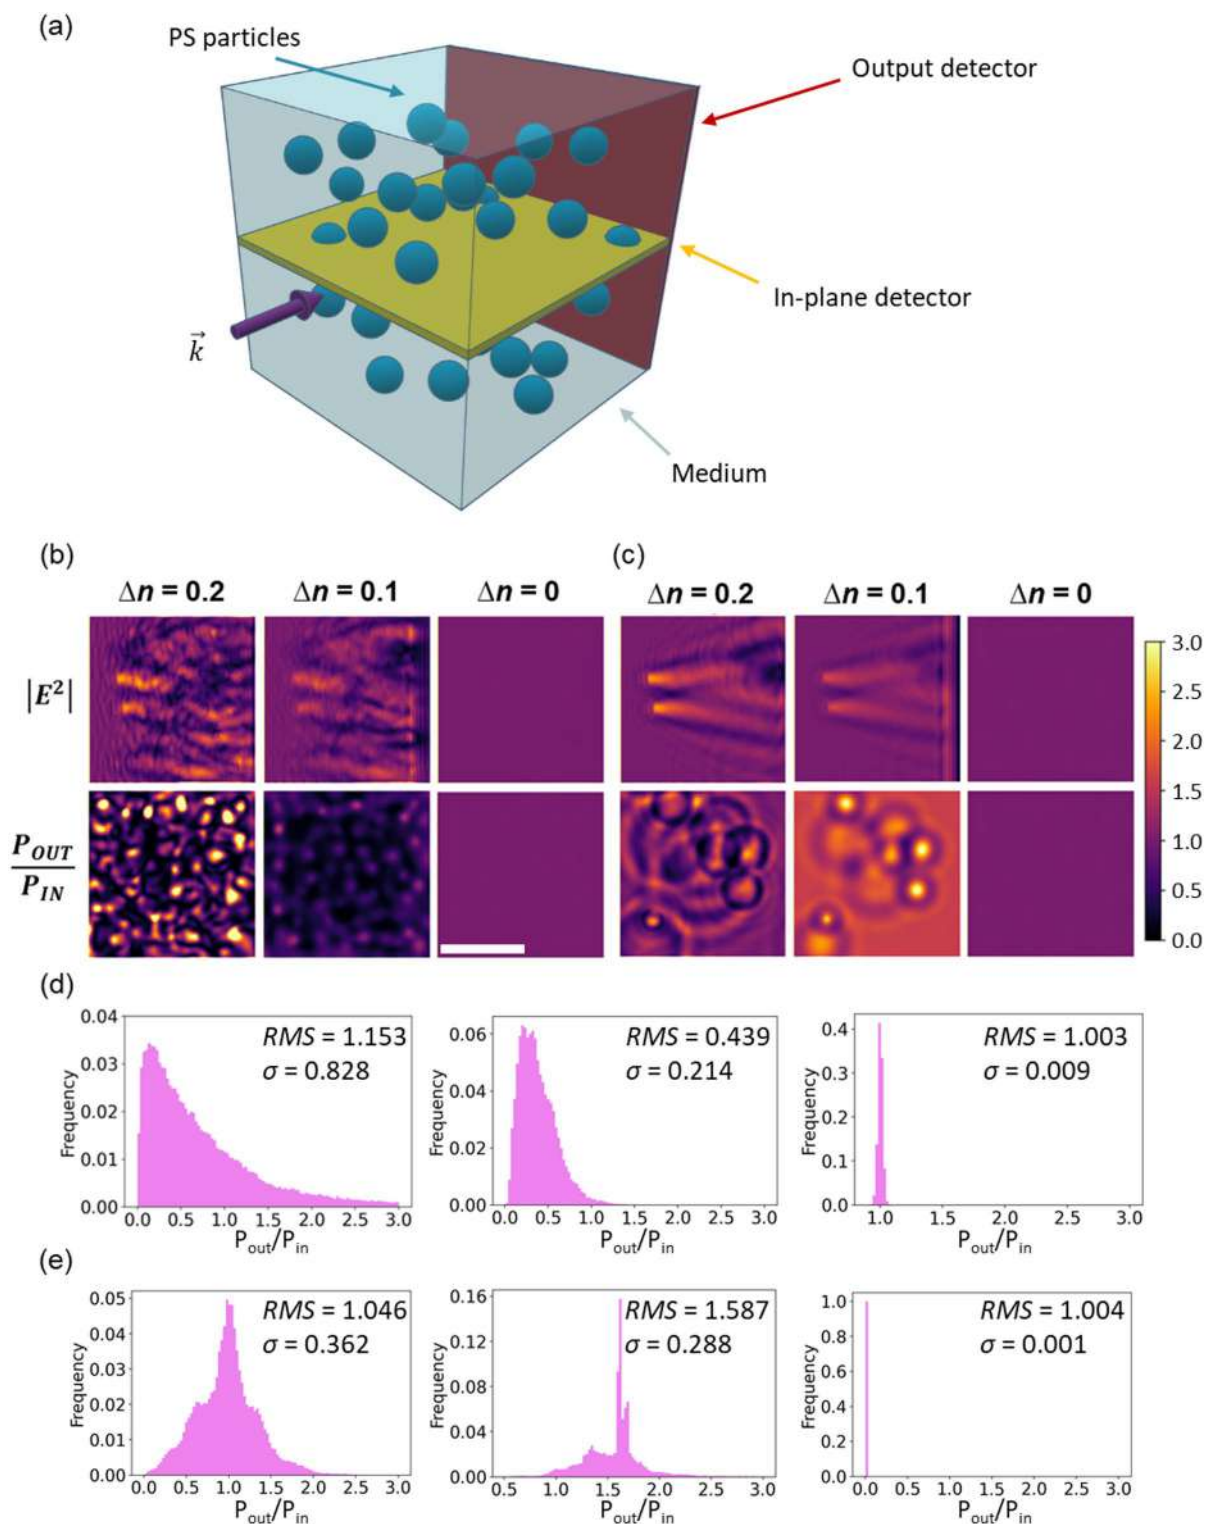 (a)
PS particles
Output detector
In-plane detector
k
Medium
(b)
(c)
Δn = 0.2 Δn = 0.1 Δn = 0 Δn = 0.2 Δn = 0.1 Δn = 0
|E²|
3.0
2.5
2.0
1.5
1.0
0.5
0.0
P_OUT
P_IN
(d)
0.04
0.03
0.02
0.01
0.00
Frequency
RMS = 1.153
σ = 0.828
0.0 0.5 1.0 1.5 2.0 2.5 3.0
P_out/P_in
0.06
0.04
0.02
0.00
Frequency
RMS = 0.439
σ = 0.214
0.0 0.5 1.0 1.5 2.0 2.5 3.0
P_out/P_in
0.4
0.3
0.2
0.1
0.0
Frequency
RMS = 1.003
σ = 0.009
1.0 1.5 2.0 2.5 3.0
P_out/P_in
(e)
0.05
0.04
0.03
0.02
0.01
0.00
Frequency
RMS = 1.046
σ = 0.362
0.0 0.5 1.0 1.5 2.0 2.5 3.0
P_out/P_in
0.16
0.12
0.08
0.04
0.00
Frequency
RMS = 1.587
σ = 0.288
0.5 1.0 1.5 2.0 2.5 3.0
P_out/P_in
1.0
0.8
0.6
0.4
0.2
0.0
Frequency
RMS = 1.004
σ = 0.001
0.0 0.5 1.0 1.5 2.0 2.5 3.0
P_out/P_in